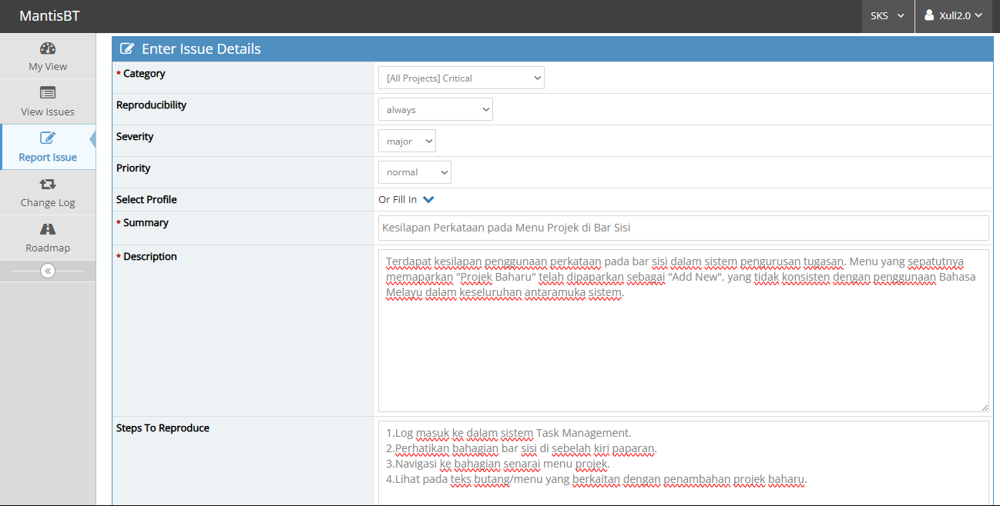 MantisBT
SKS
Xull2.0
My View
View Issues
Report Issue
Change Log
Roadmap
Enter Issue Details
* Category
[All Projects] Critical
Reproducibility
always
Severity
major
Priority
normal
Select Profile
Or Fill In
* Summary
Kesilapan Perkataan pada Menu Projek di Bar Sisi
* Description
Terdapat kesilapan penggunaan perkataan pada bar sisi dalam sistem pengurusan tugasan. Menu yang sepatutnya
memaparkan "Projek Baharu" telah dipaparkan sebagai "Add New", yang tidak konsisten dengan penggunaan Bahasa
Melayu dalam keseluruhan antaramuka sistem.
Steps To Reproduce
1.Log masuk ke dalam sistem Task Management.
2.Perhatikan bahagian bar sisi di sebelah kiri paparan.
3.Navigasi ke bahagian senarai menu projek.
4.Lihat pada teks butang/menu yang berkaitan dengan penambahan projek baharu.